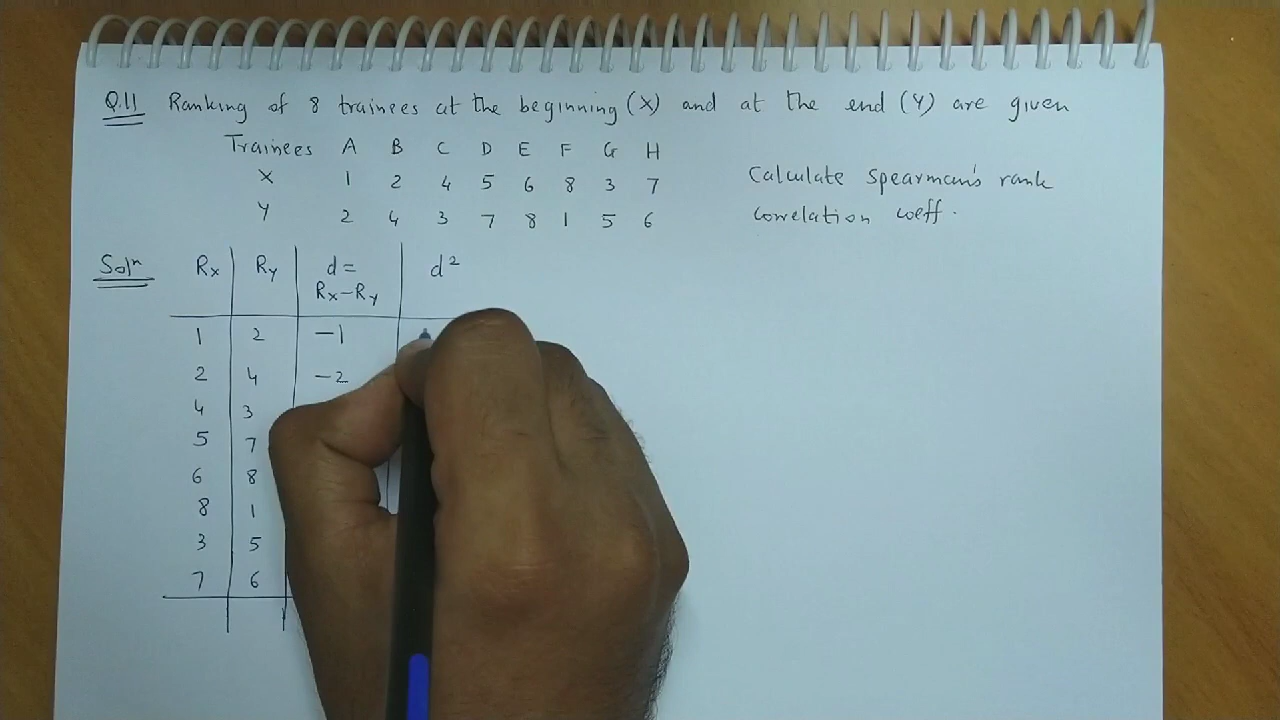 Q.11 Ranking of 8 trainees at the beginning (X) and at the end (Y) are given
Trainees A B C D E F G H
X 1 2 4 5 6 8 3 7 Calculate Spearman's rank
Y 2 4 3 7 8 1 5 6 correlation coeff.
Solⁿ Rx Ry d = d²
Rx-Ry
1 2 -1
2 4 -2
4 3
5 7
6 8
8 1
3 5
7 6